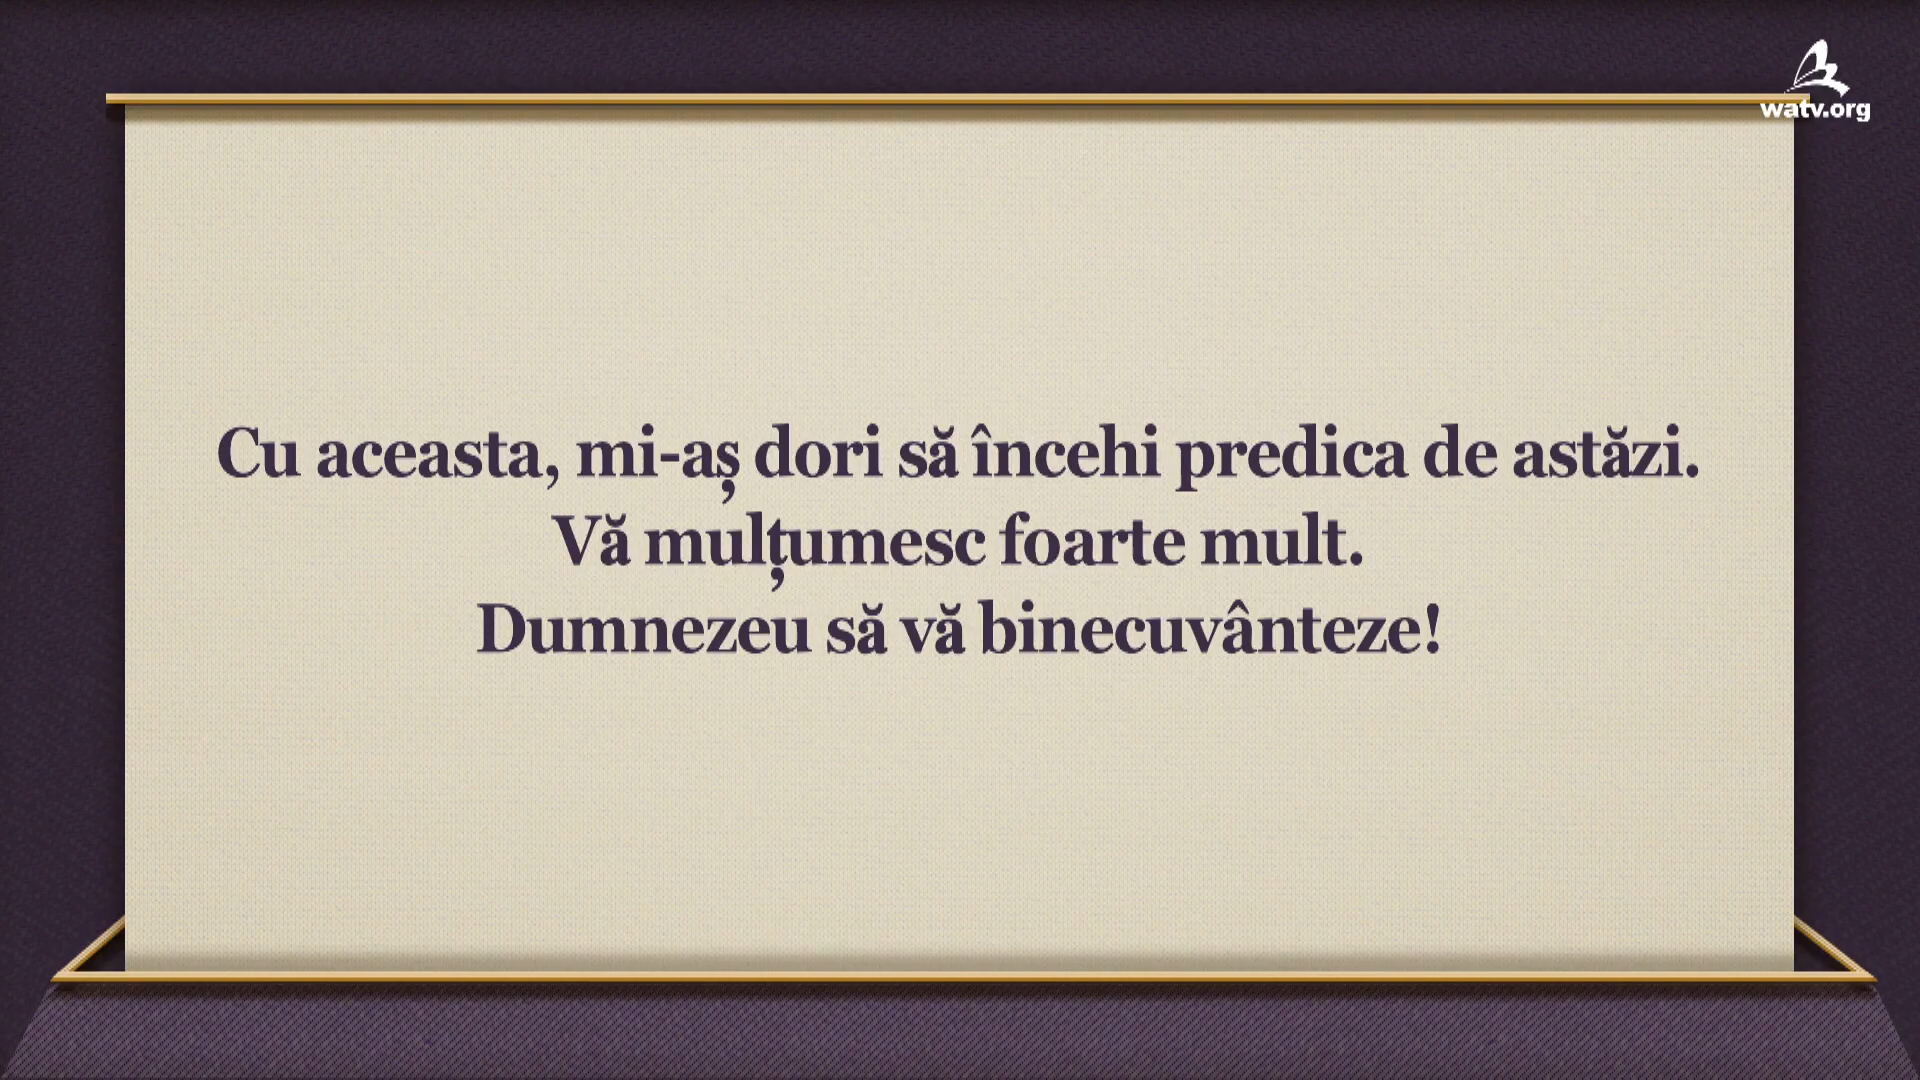 watv.org
Cu aceasta, mi-aș dori să încehi predica de astăzi.
Vă mulțumesc foarte mult.
Dumnezeu să vă binecuvânteze!